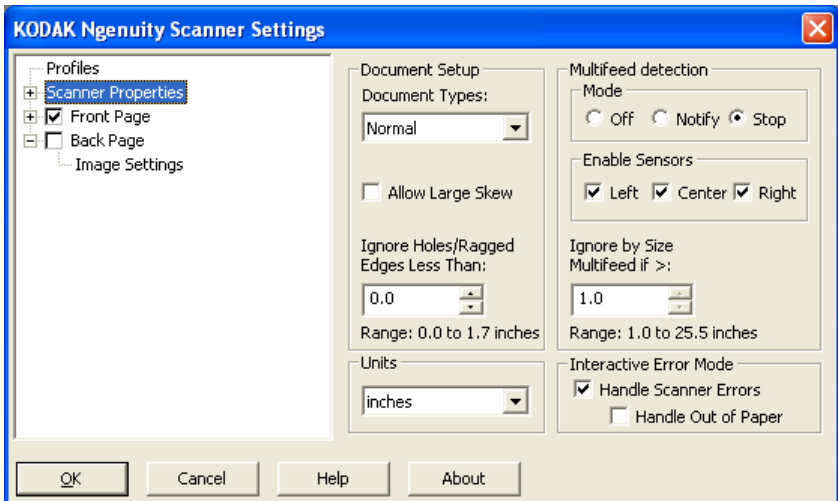 KODAK Ngenuity Scanner Settings
Profiles
Scanner Properties
Front Page
Back Page
Image Settings
Document Setup
Document Types:
Normal
Allow Large Skew
Ignore Holes/Ragged
Edges Less Than:
0.0
Range: 0.0 to 1.7 inches
Units
inches
Multifeed detection
Mode
Off Notify Stop
Enable Sensors
Left Center Right
Ignore by Size
Multifeed if >:
1.0
Range: 1.0 to 25.5 inches
Interactive Error Mode
Handle Scanner Errors
Handle Out of Paper
OK Cancel Help About